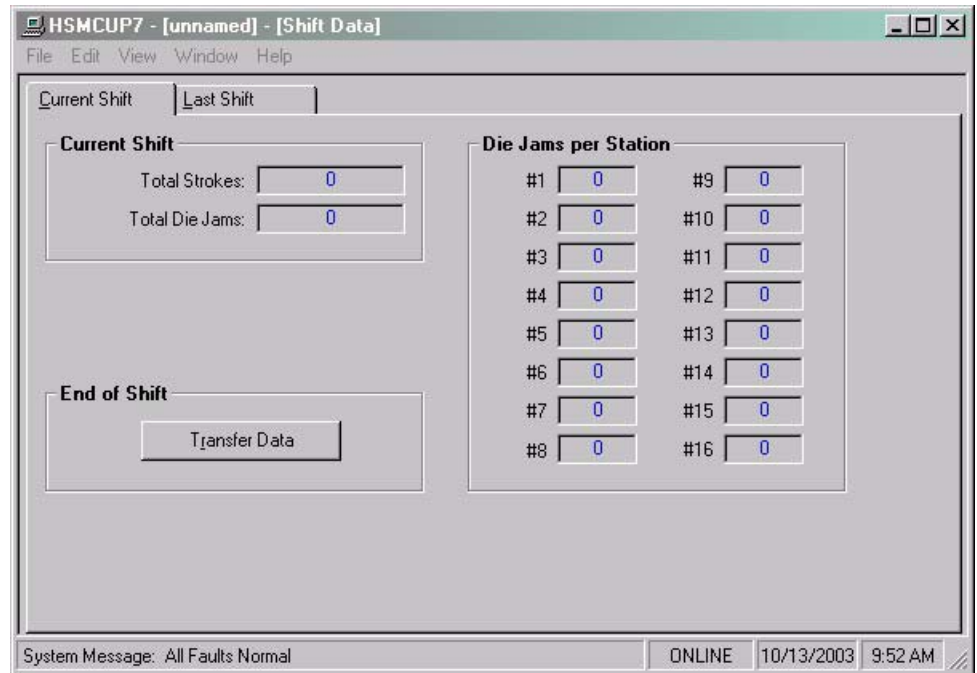 HSMCUP7 - [unnamed] - [Shift Data]
File Edit View Window Help
Current Shift Last Shift
Current Shift
Total Strokes: 0
Total Die Jams: 0
End of Shift
Transfer Data
Die Jams per Station
#1 0 #9 0
#2 0 #10 0
#3 0 #11 0
#4 0 #12 0
#5 0 #13 0
#6 0 #14 0
#7 0 #15 0
#8 0 #16 0
System Message: All Faults Normal ONLINE 10/13/2003 9:52 AM